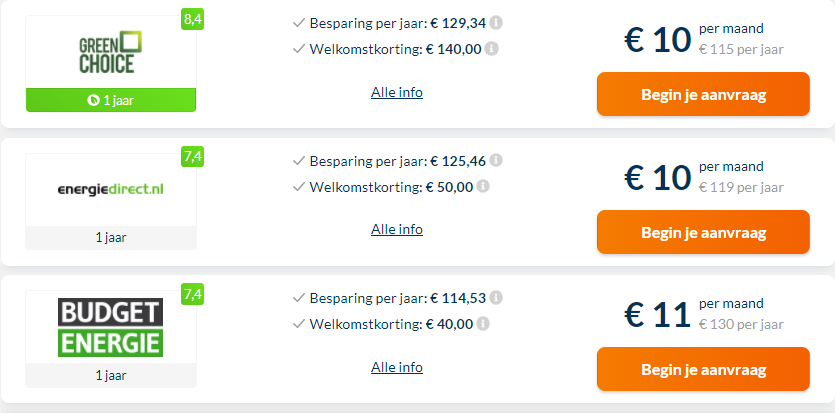 8,4
GREEN
CHOICE
1 jaar
Besparing per jaar: € 129,34
Welkomstkorting: € 140,00
Alle info
€ 10 per maand
€ 115 per jaar
Begin je aanvraag
7,4
energiedirect.nl
1 jaar
Besparing per jaar: € 125,46
Welkomstkorting: € 50,00
Alle info
€ 10 per maand
€ 119 per jaar
Begin je aanvraag
7,4
BUDGET
ENERGIE
1 jaar
Besparing per jaar: € 114,53
Welkomstkorting: € 40,00
Alle info
€ 11 per maand
€ 130 per jaar
Begin je aanvraag